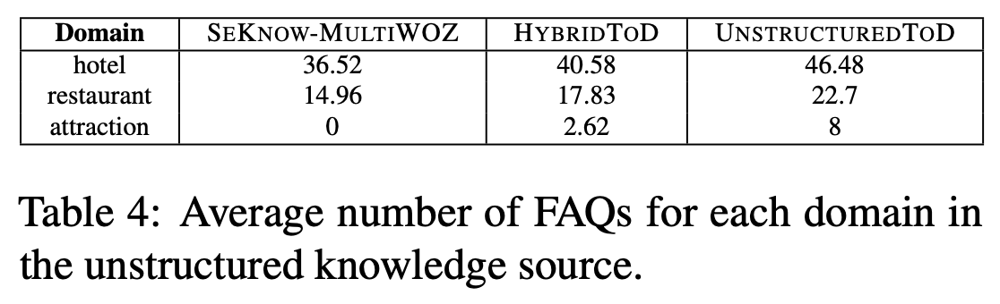 Domain SEKNOW-MULTIWOZ HYBRIDTOD UNSTRUCTUREDTOD
hotel 36.52 40.58 46.48
restaurant 14.96 17.83 22.7
attraction 0 2.62 8
Table 4: Average number of FAQs for each domain in
the unstructured knowledge source.